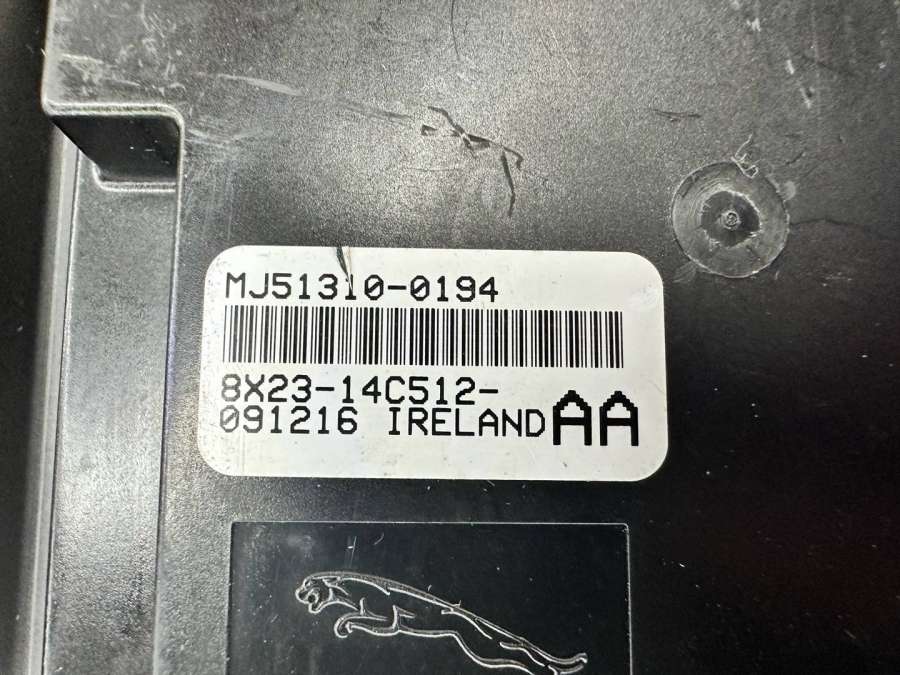 MJ51310-0194
8X23-14C512-
091216 IRELAND AA